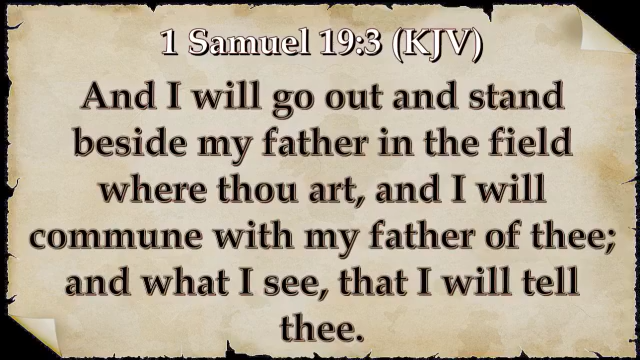 1 Samuel 19:3 (KJV)
And I will go out and stand
beside my father in the field
where thou art, and I will
commune with my father of thee;
and what I see, that I will tell
thee.